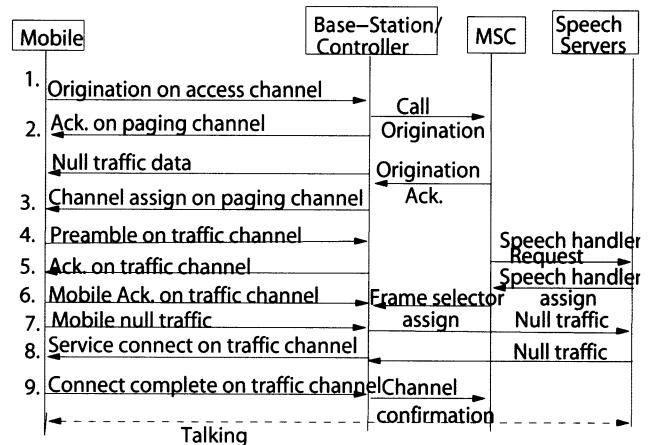 Mobile
Base-Station/
Controller
MSC
Speech
Servers
1.
Origination on access channel
Call
Origination
2. Ack. on paging channel
Null traffic data
Origination
Ack.
3. Channel assign on paging channel
4. Preamble on traffic channel
Speech handler
Request
5. Ack. on traffic channel
Speech handler
assign
6. Mobile Ack. on traffic channel
Frame selector
assign
7. Mobile null traffic
Null traffic
8. Service connect on traffic channel
Null traffic
9. Connect complete on traffic channel
Channel
confirmation
Talking